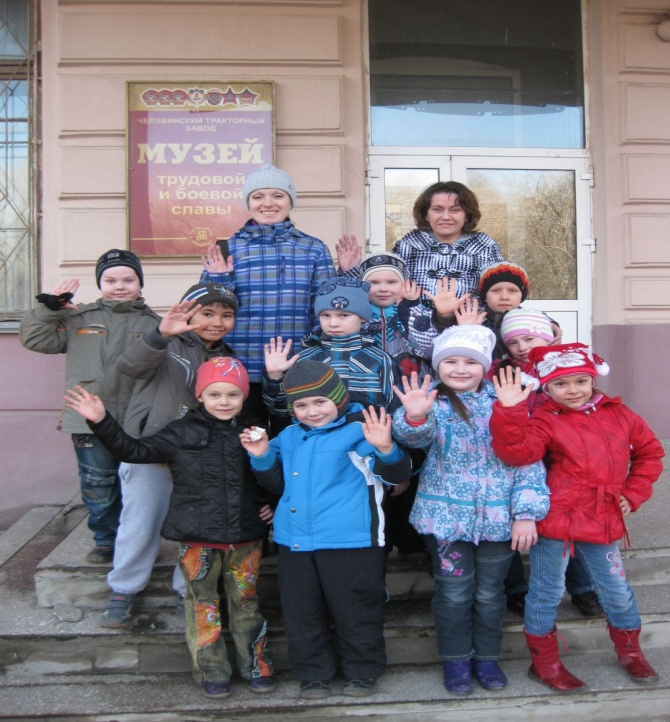 ЧЕЛЯБИНСКИЙ ТРАКТОРНЫЙ
ЗАВОД
МУЗЕЙ
трудовой
и боевой
славы